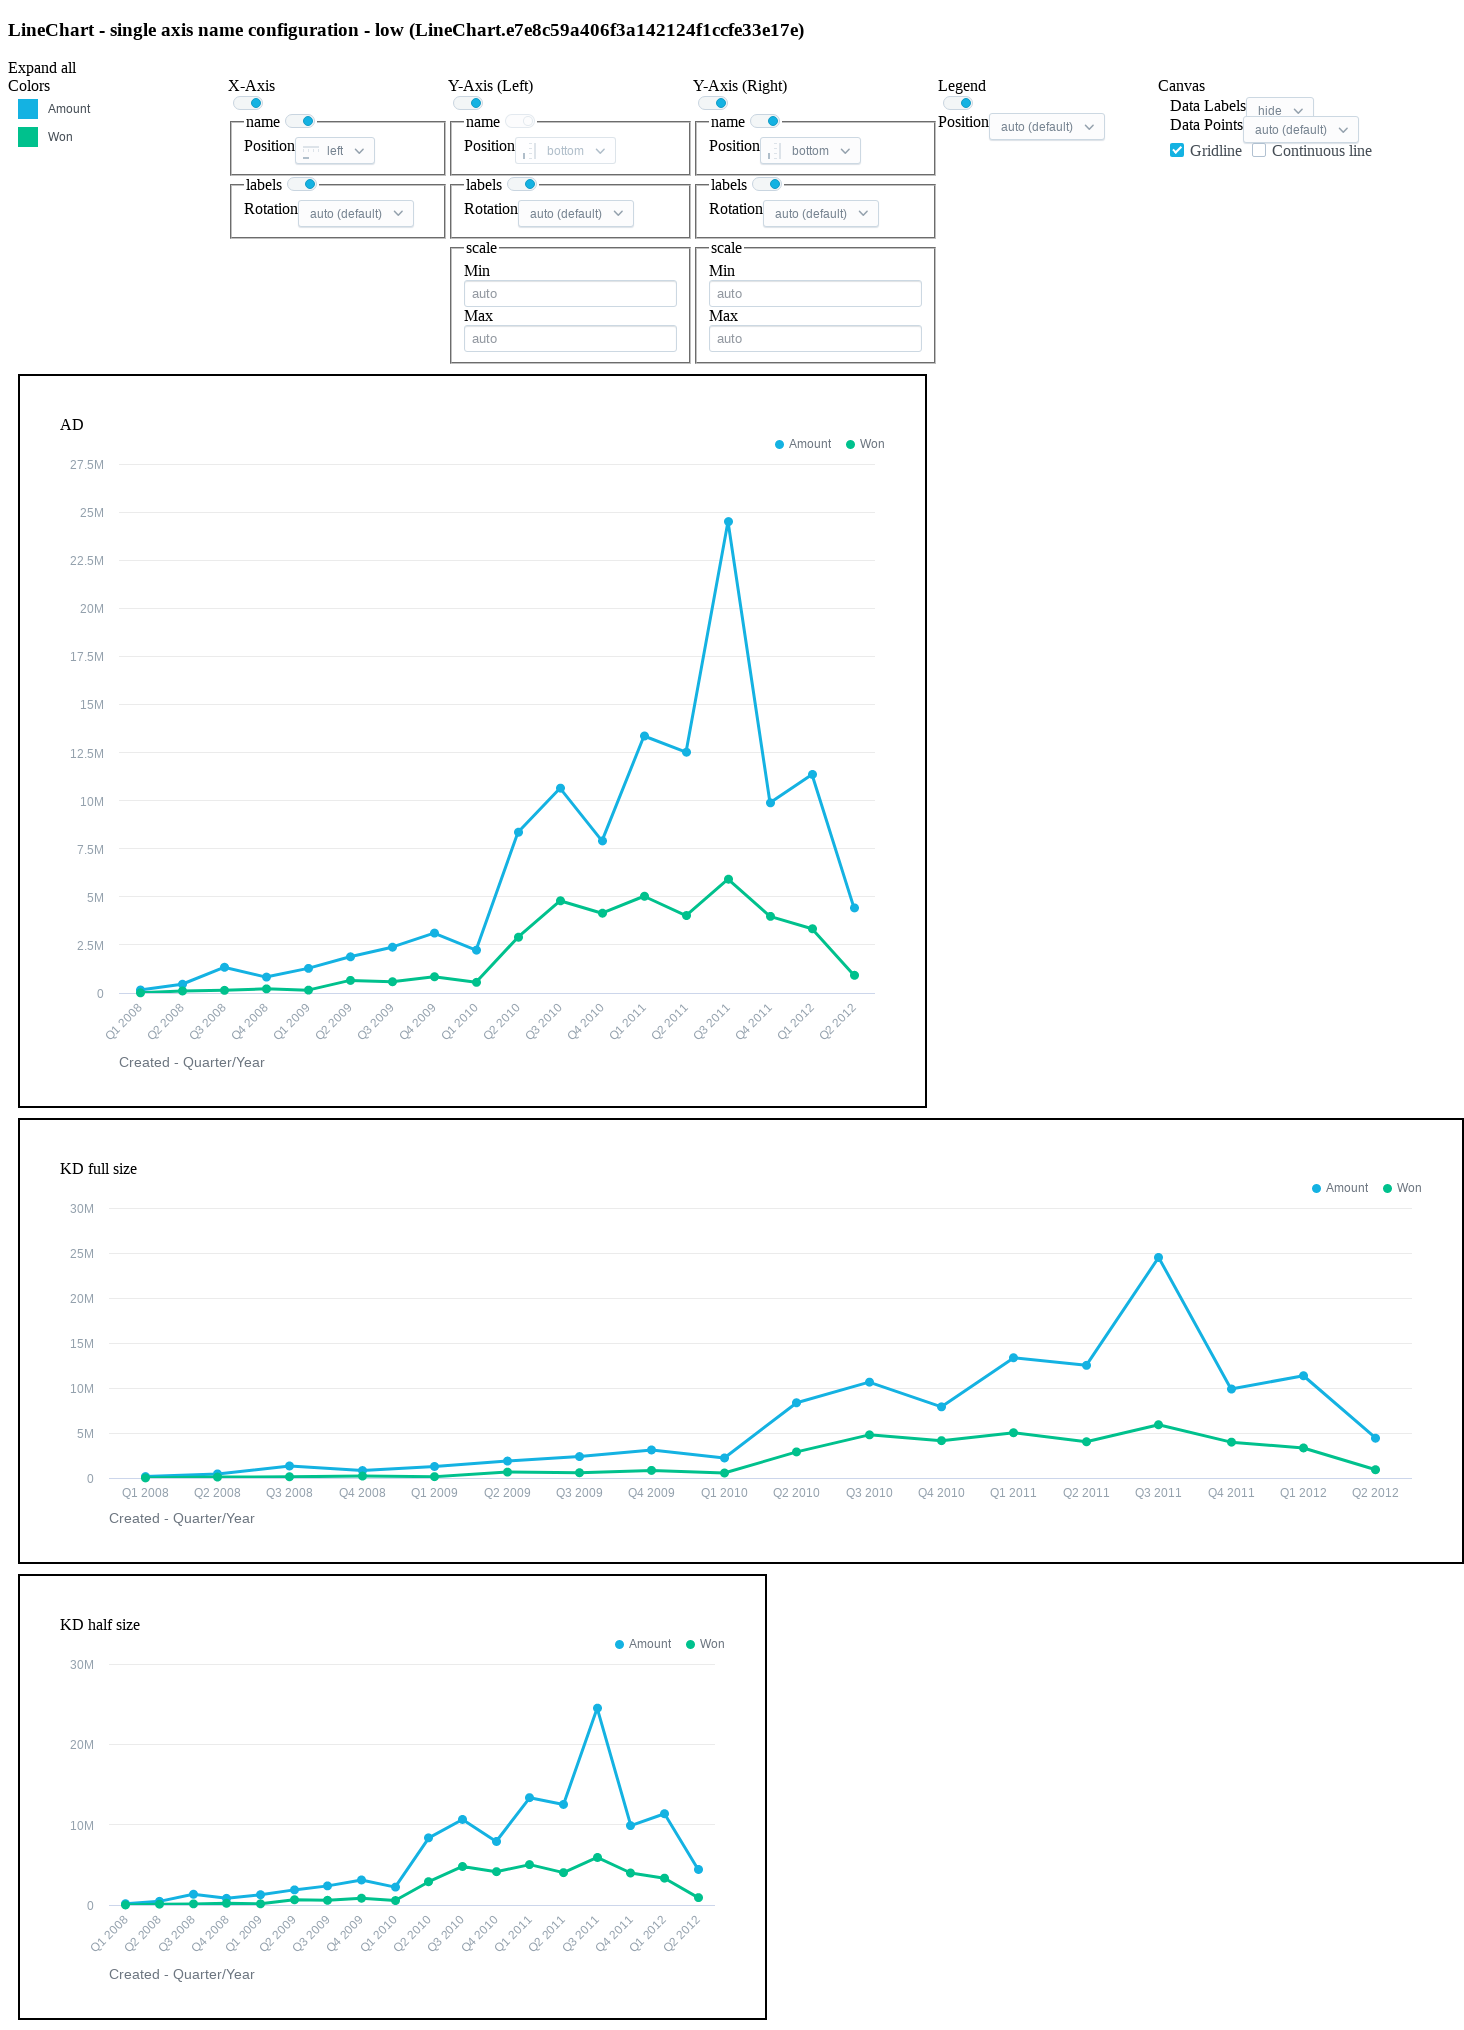 LineChart - single axis name configuration - low (LineChart.e7e8c59a406f3a142124f1ccfe33e17e)
Expand all
Colors
Amount
Won
X-Axis
name
Position left
labels
Rotation auto (default)
Y-Axis (Left)
name
Position bottom
labels
Rotation auto (default)
scale
Min
auto
Max
auto
Y-Axis (Right)
name
Position bottom
labels
Rotation auto (default)
scale
Min
auto
Max
auto
Legend
Position auto (default)
Canvas
Data Labels hide
Data Points auto (default)
Gridline Continuous line
AD
Amount Won
27.5M
25M
22.5M
20M
17.5M
15M
12.5M
10M
7.5M
5M
2.5M
0
Q1 2008 Q2 2008 Q3 2008 Q4 2008 Q1 2009 Q2 2009 Q3 2009 Q4 2009 Q1 2010 Q2 2010 Q3 2010 Q4 2010 Q1 2011 Q2 2011 Q3 2011 Q4 2011 Q1 2012 Q2 2012
Created - Quarter/Year
KD full size
Amount Won
30M
25M
20M
15M
10M
5M
0
Q1 2008 Q2 2008 Q3 2008 Q4 2008 Q1 2009 Q2 2009 Q3 2009 Q4 2009 Q1 2010 Q2 2010 Q3 2010 Q4 2010 Q1 2011 Q2 2011 Q3 2011 Q4 2011 Q1 2012 Q2 2012
Created - Quarter/Year
KD half size
Amount Won
30M
20M
10M
0
Q1 2008 Q2 2008 Q3 2008 Q4 2008 Q1 2009 Q2 2009 Q3 2009 Q4 2009 Q1 2010 Q2 2010 Q3 2010 Q4 2010 Q1 2011 Q2 2011 Q3 2011 Q4 2011 Q1 2012 Q2 2012
Created - Quarter/Year